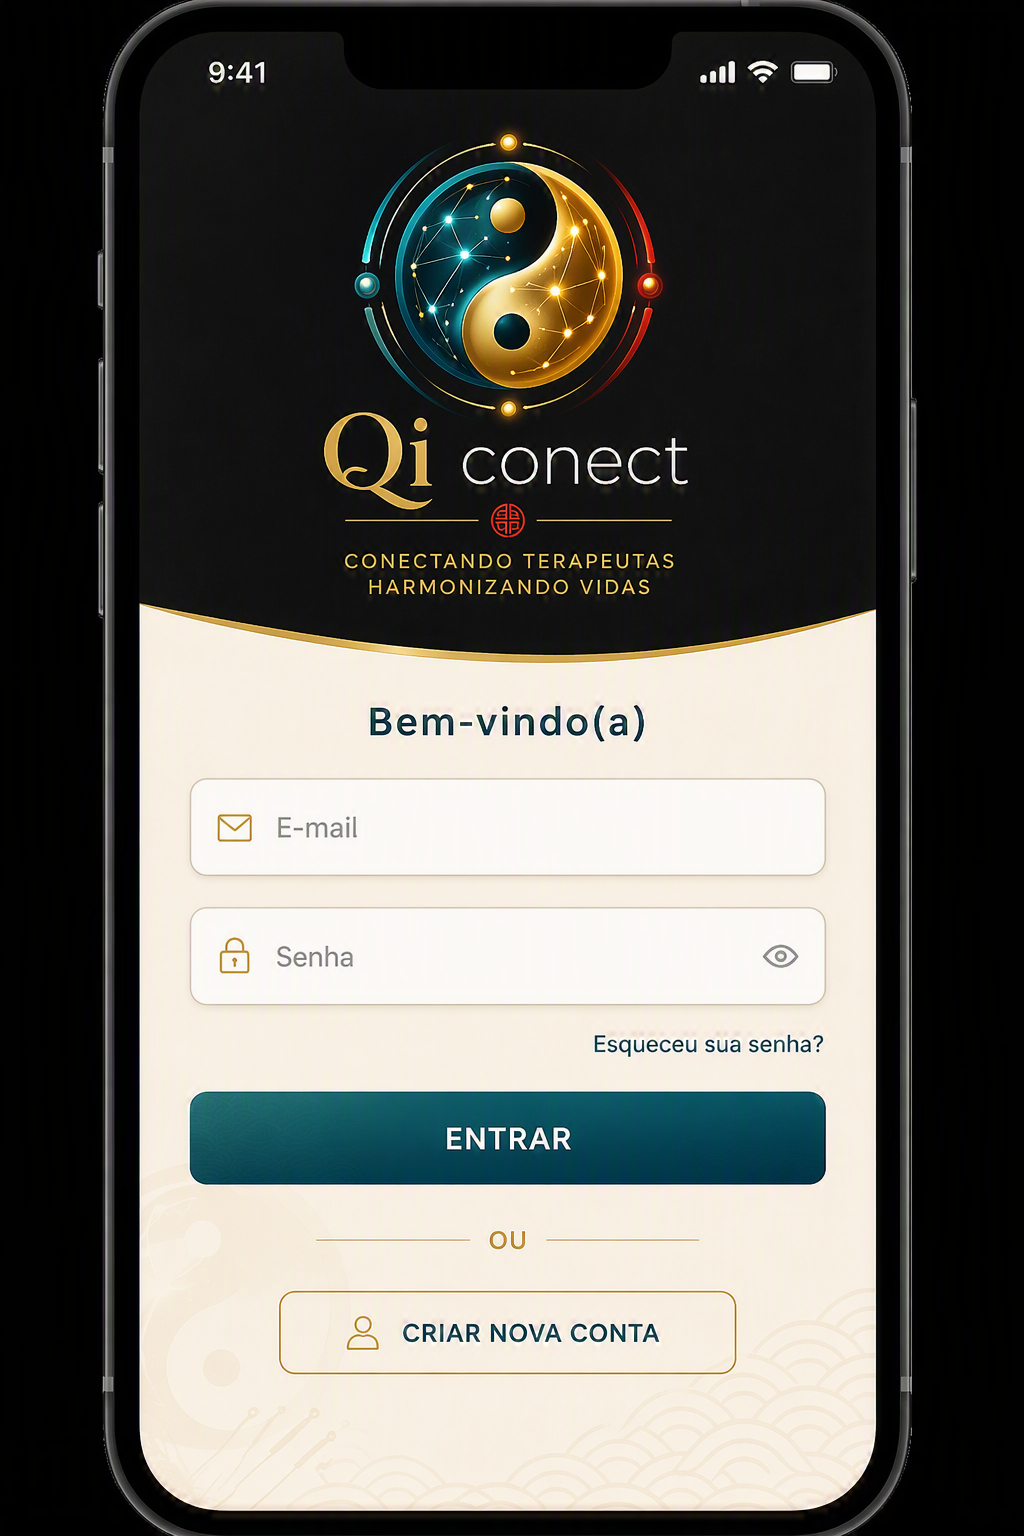 9:41
Qi conect
CONECTANDO TERAPEUTAS
HARMONIZANDO VIDAS
Bem-vindo(a)
E-mail
Senha
Esqueceu sua senha?
ENTRAR
OU
CRIAR NOVA CONTA